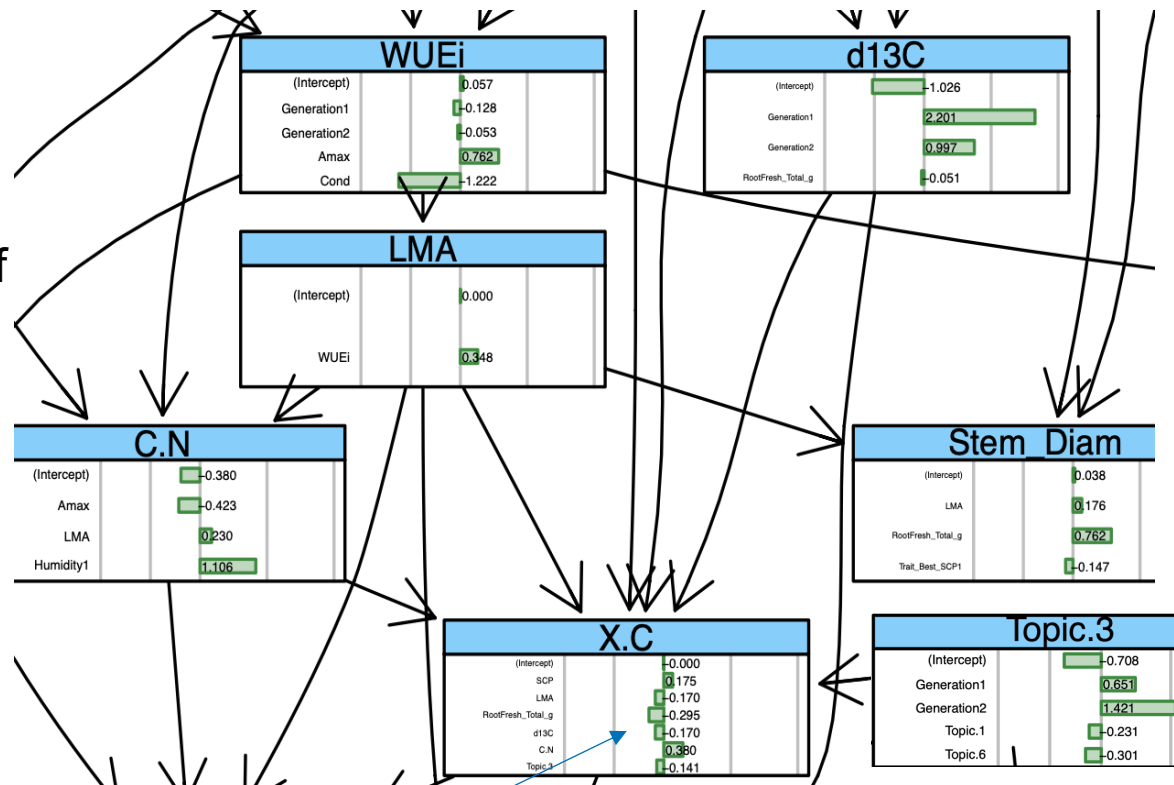 WUEi
(Intercept) 0.057
Generation1 -0.128
Generation2 -0.053
Amax 0.762
Cond -1.222
d13C
(Intercept) -1.026
Generation1 2.201
Generation2 0.997
RootFresh_Total_g -0.051
f
LMA
(Intercept) 0.000
WUEi 0.348
C.N
(Intercept) -0.380
Amax -0.423
LMA 0.230
Humidity1 1.106
Stem_Diam
(Intercept) 0.038
LMA 0.176
RootFresh_Total_g 0.762
Trait_Best_SCP1 -0.147
X.C
(Intercept) -0.000
SCP 0.175
LMA -0.170
RootFresh_Total_g -0.295
d13C -0.170
C.N 0.380
Topic.3 -0.141
Topic.3
(Intercept) -0.708
Generation1 0.651
Generation2 1.421
Topic.1 -0.231
Topic.6 -0.301